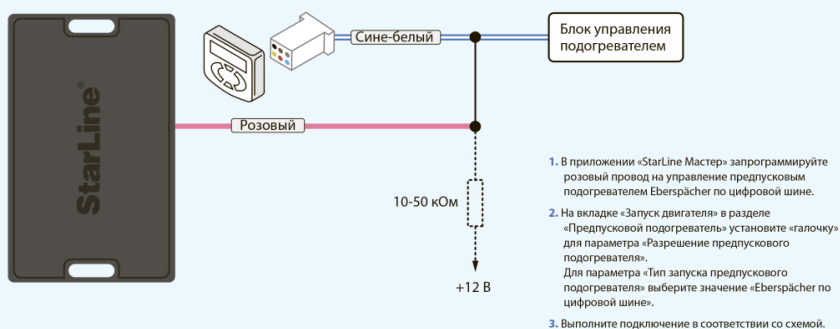 Сине-белый
Блок управления
подогревателем
StarLine®
Розовый
10-50 кОм
+12 В
1. В приложении «StarLine Мастер» запрограммируйте
розовый провод на управление предпусковым
подогревателем Eberspächer по цифровой шине.
2. На вкладке «Запуск двигателя» в разделе
«Предпусковой подогреватель» установите «галочку»
для параметра «Разрешение предпускового
подогревателя».
Для параметра «Тип запуска предпускового
подогревателя» выберите значение «Eberspächer по
цифровой шине».
3. Выполните подключение в соответствии со схемой.